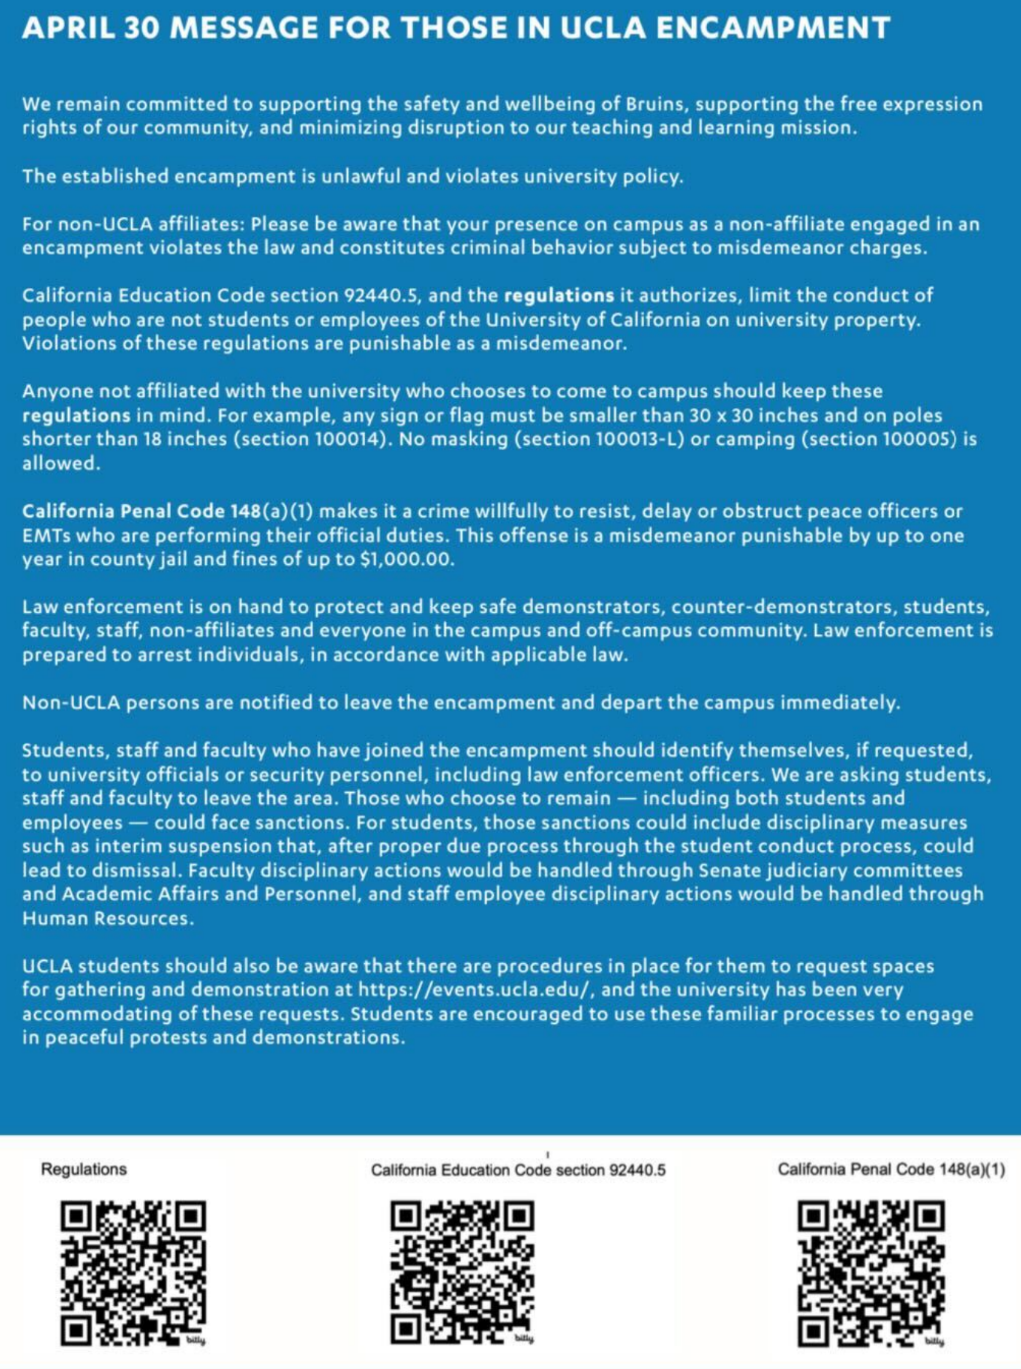 APRIL 30 MESSAGE FOR THOSE IN UCLA ENCAMPMENT
We remain committed to supporting the safety and wellbeing of Bruins, supporting the free expression
rights of our community, and minimizing disruption to our teaching and learning mission.
The established encampment is unlawful and violates university policy.
For non-UCLA affiliates: Please be aware that your presence on campus as a non-affiliate engaged in an
encampment violates the law and constitutes criminal behavior subject to misdemeanor charges.
California Education Code section 92440.5, and the regulations it authorizes, limit the conduct of
people who are not students or employees of the University of California on university property.
Violations of these regulations are punishable as a misdemeanor.
Anyone not affiliated with the university who chooses to come to campus should keep these
regulations in mind. For example, any sign or flag must be smaller than 30 x 30 inches and on poles
shorter than 18 inches (section 100014). No masking (section 100013-L) or camping (section 100005) is
allowed.
California Penal Code 148(a)(1) makes it a crime willfully to resist, delay or obstruct peace officers or
EMTs who are performing their official duties. This offense is a misdemeanor punishable by up to one
year in county jail and fines of up to $1,000.00.
Law enforcement is on hand to protect and keep safe demonstrators, counter-demonstrators, students,
faculty, staff, non-affiliates and everyone in the campus and off-campus community. Law enforcement is
prepared to arrest individuals, in accordance with applicable law.
Non-UCLA persons are notified to leave the encampment and depart the campus immediately.
Students, staff and faculty who have joined the encampment should identify themselves, if requested,
to university officials or security personnel, including law enforcement officers. We are asking students,
staff and faculty to leave the area. Those who choose to remain — including both students and
employees — could face sanctions. For students, those sanctions could include disciplinary measures
such as interim suspension that, after proper due process through the student conduct process, could
lead to dismissal. Faculty disciplinary actions would be handled through Senate judiciary committees
and Academic Affairs and Personnel, and staff employee disciplinary actions would be handled through
Human Resources.
UCLA students should also be aware that there are procedures in place for them to request spaces
for gathering and demonstration at https://events.ucla.edu/, and the university has been very
accommodating of these requests. Students are encouraged to use these familiar processes to engage
in peaceful protests and demonstrations.
Regulations
California Education Code section 92440.5
California Penal Code 148(a)(1)
bitly
bitly
bitly